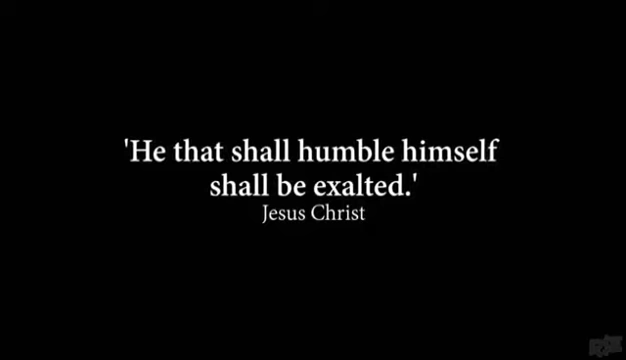 'He that shall humble himself
shall be exalted.'
Jesus Christ